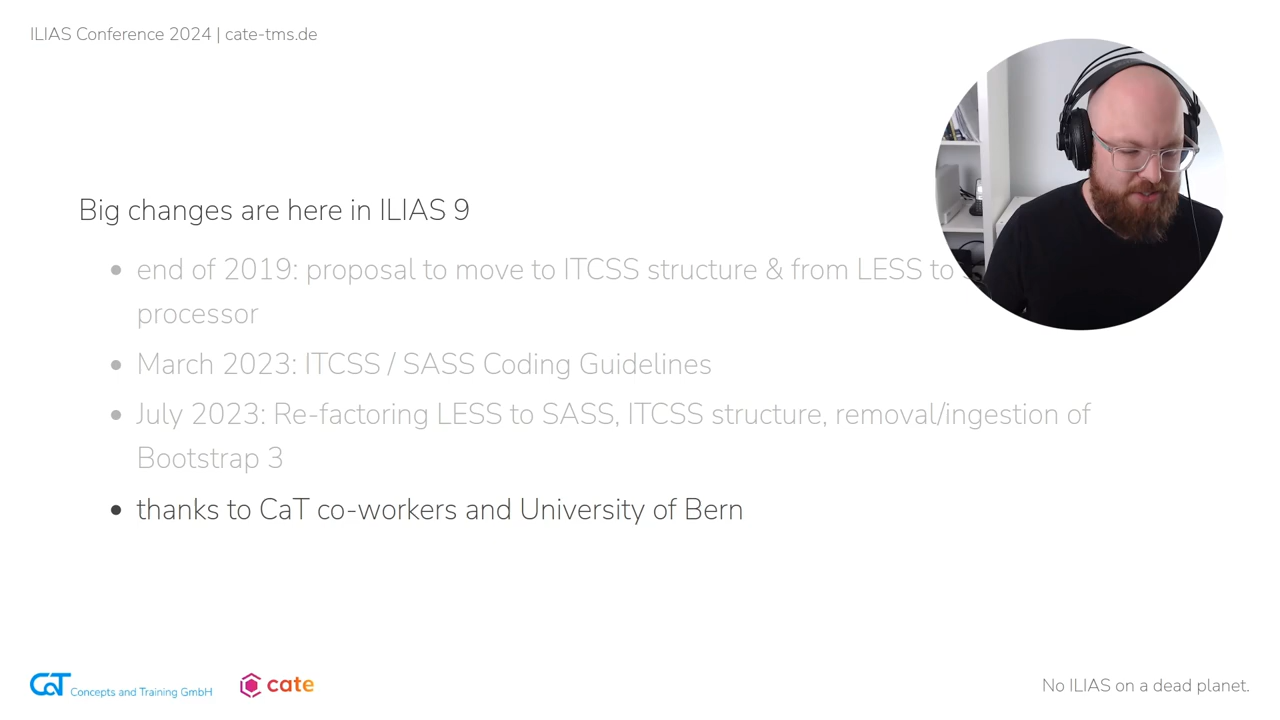 ILIAS Conference 2024 | cate-tms.de
Big changes are here in ILIAS 9
• end of 2019: proposal to move to ITCSS structure & from LESS to
processor
• March 2023: ITCSS / SASS Coding Guidelines
• July 2023: Re-factoring LESS to SASS, ITCSS structure, removal/ingestion of
Bootstrap 3
• thanks to CaT co-workers and University of Bern
CaT Concepts and Training GmbH
cate
No ILIAS on a dead planet.